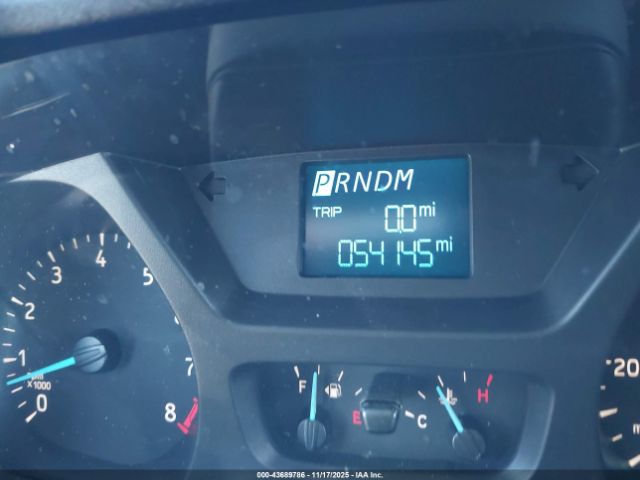 PRNDM
TRIP 0.0 mi
054145 mi
0 1 2 3 4 5 7 8
x1000
F E
C H
20
000-43689786 - 11/17/2025 - IAA Inc.